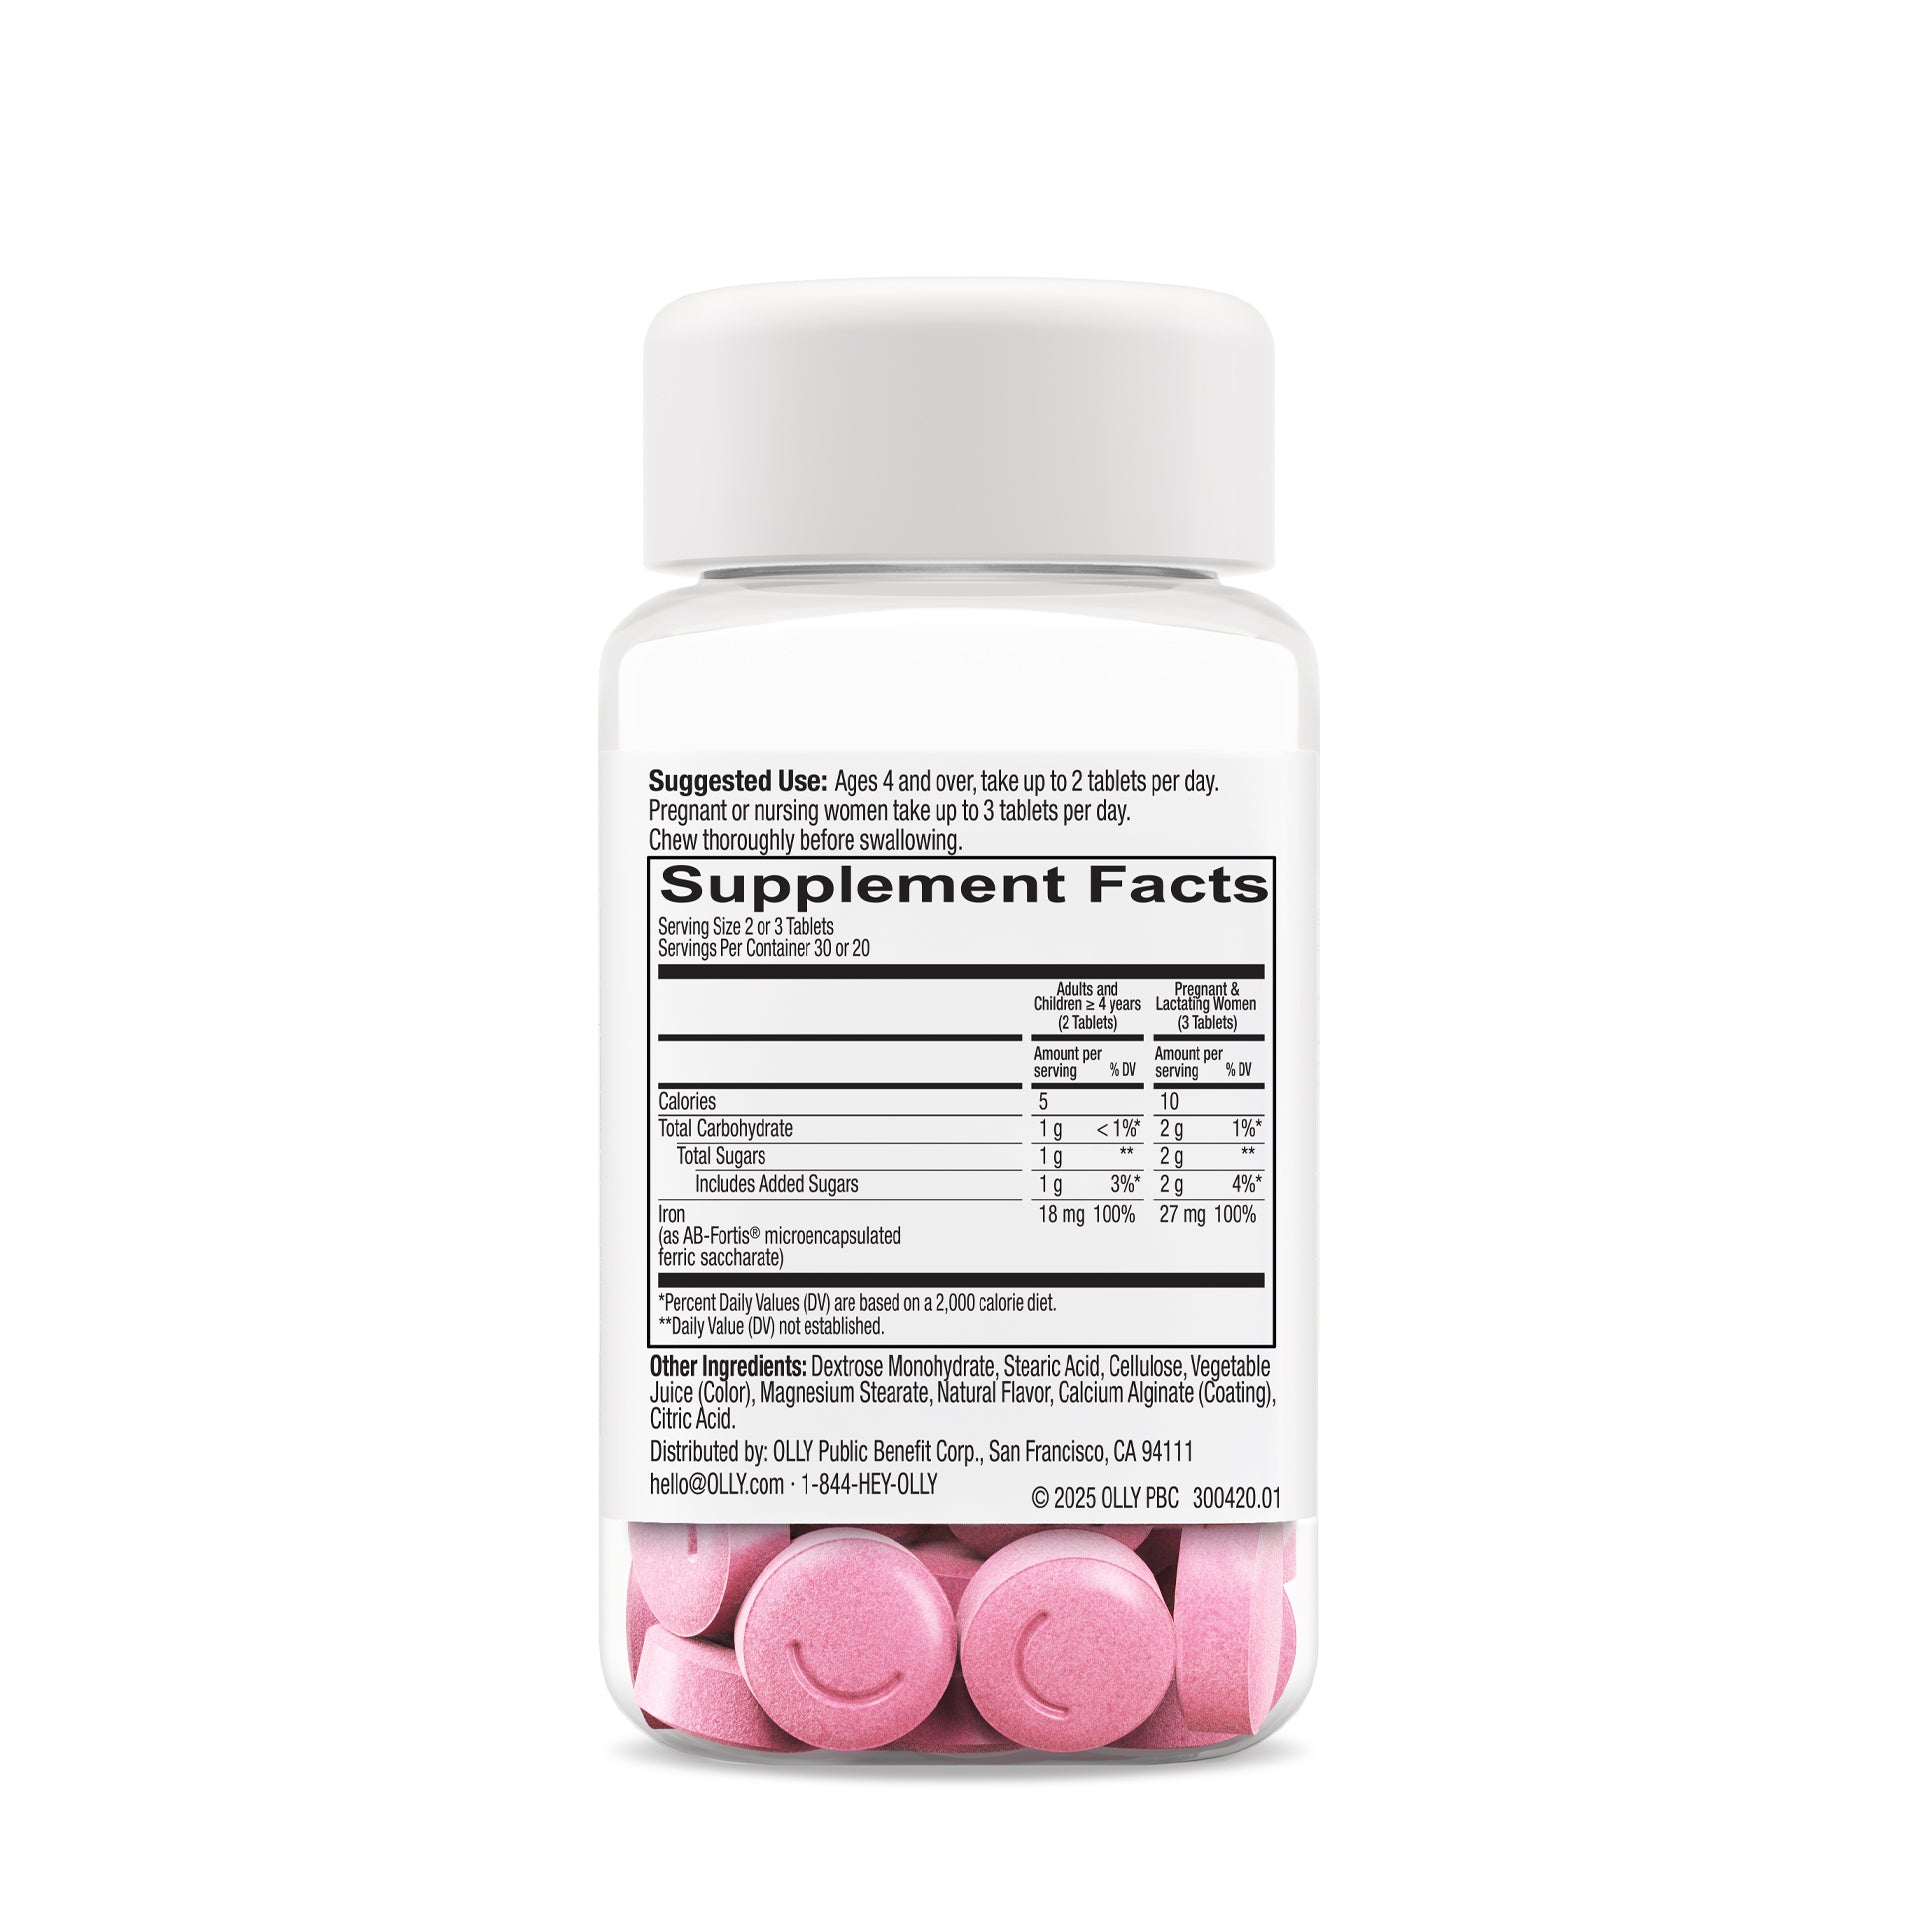 Suggested Use: Ages 4 and over, take up to 2 tablets per day.
Pregnant or nursing women take up to 3 tablets per day.
Chew thoroughly before swallowing.
Supplement Facts
Serving Size 2 or 3 Tablets
Servings Per Container 30 or 20
Adults and Children ≥ 4 years (2 Tablets) Pregnant & Lactating Women (3 Tablets)
Amount per serving % DV Amount per serving % DV
Calories 5 10
Total Carbohydrate 1 g < 1%* 2 g 1%*
Total Sugars 1 g ** 2 g **
Includes Added Sugars 1 g 3%* 2 g 4%*
Iron 18 mg 100% 27 mg 100%
(as AB-Fortis® microencapsulated
ferric saccharate)
*Percent Daily Values (DV) are based on a 2,000 calorie diet.
**Daily Value (DV) not established.
Other Ingredients: Dextrose Monohydrate, Stearic Acid, Cellulose, Vegetable
Juice (Color), Magnesium Stearate, Natural Flavor, Calcium Alginate (Coating),
Citric Acid.
Distributed by: OLLY Public Benefit Corp., San Francisco, CA 94111
hello@OLLY.com · 1-844-HEY-OLLY
© 2025 OLLY PBC 300420.01